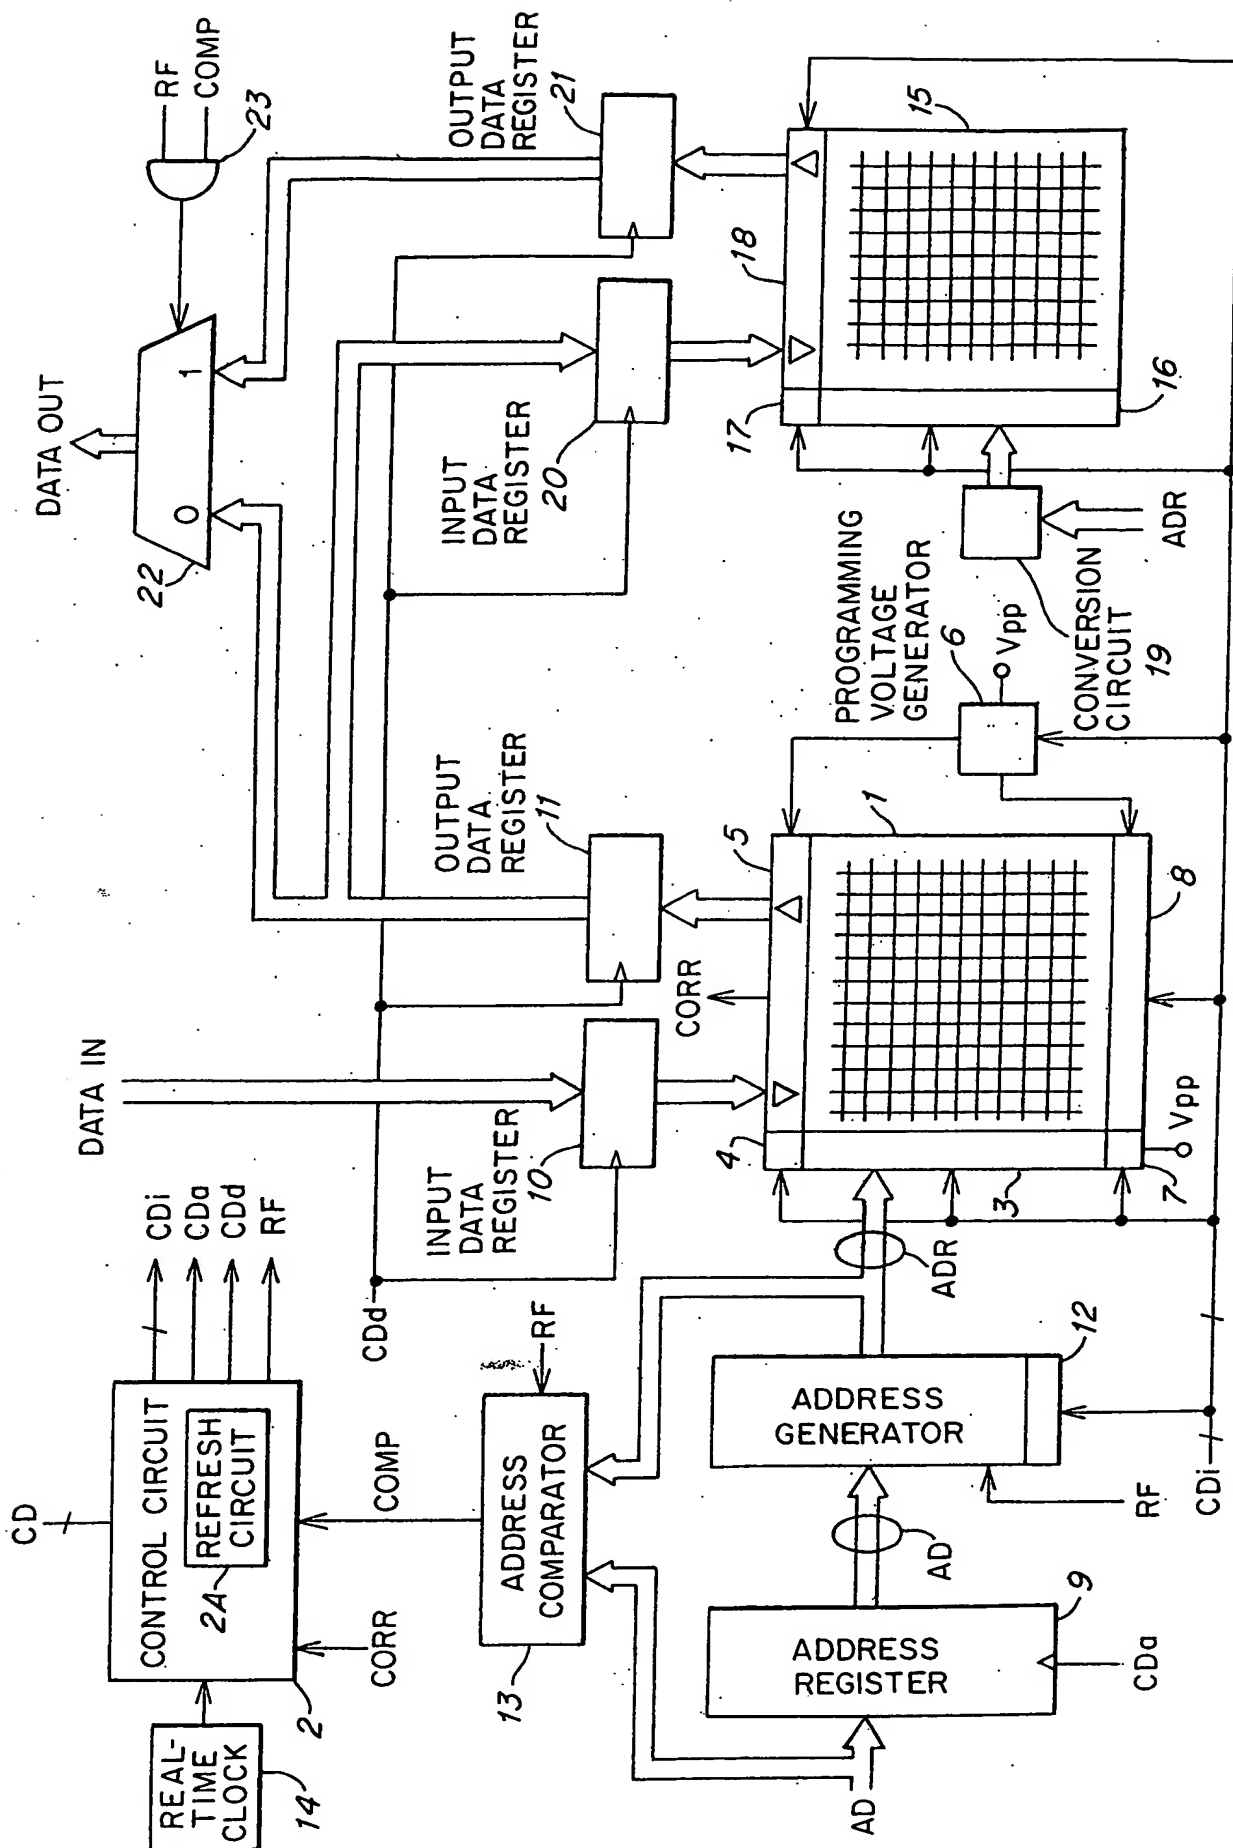 REAL-
TIME
CLOCK
14
CD
CONTROL CIRCUIT
REFRESH
CIRCUIT
2A
2
CORR
CDi
CDa
CDd
RF
COMP
ADDRESS
COMPARATOR
13
RF
AD
ADDRESS
REGISTER
9
CDa
AD
ADDRESS
GENERATOR
12
RF
CDi
ADR
DATA IN
CDd
INPUT
DATA
REGISTER
10
CORR
OUTPUT
DATA
REGISTER
11
4
5
1
3
7
Vpp
8
PROGRAMMING
VOLTAGE
GENERATOR
6
Vpp
DATA OUT
22
0
1
RF
COMP
23
INPUT
DATA
REGISTER
20
OUTPUT
DATA
REGISTER
21
17
18
15
16
CONVERSION
CIRCUIT
19
ADR